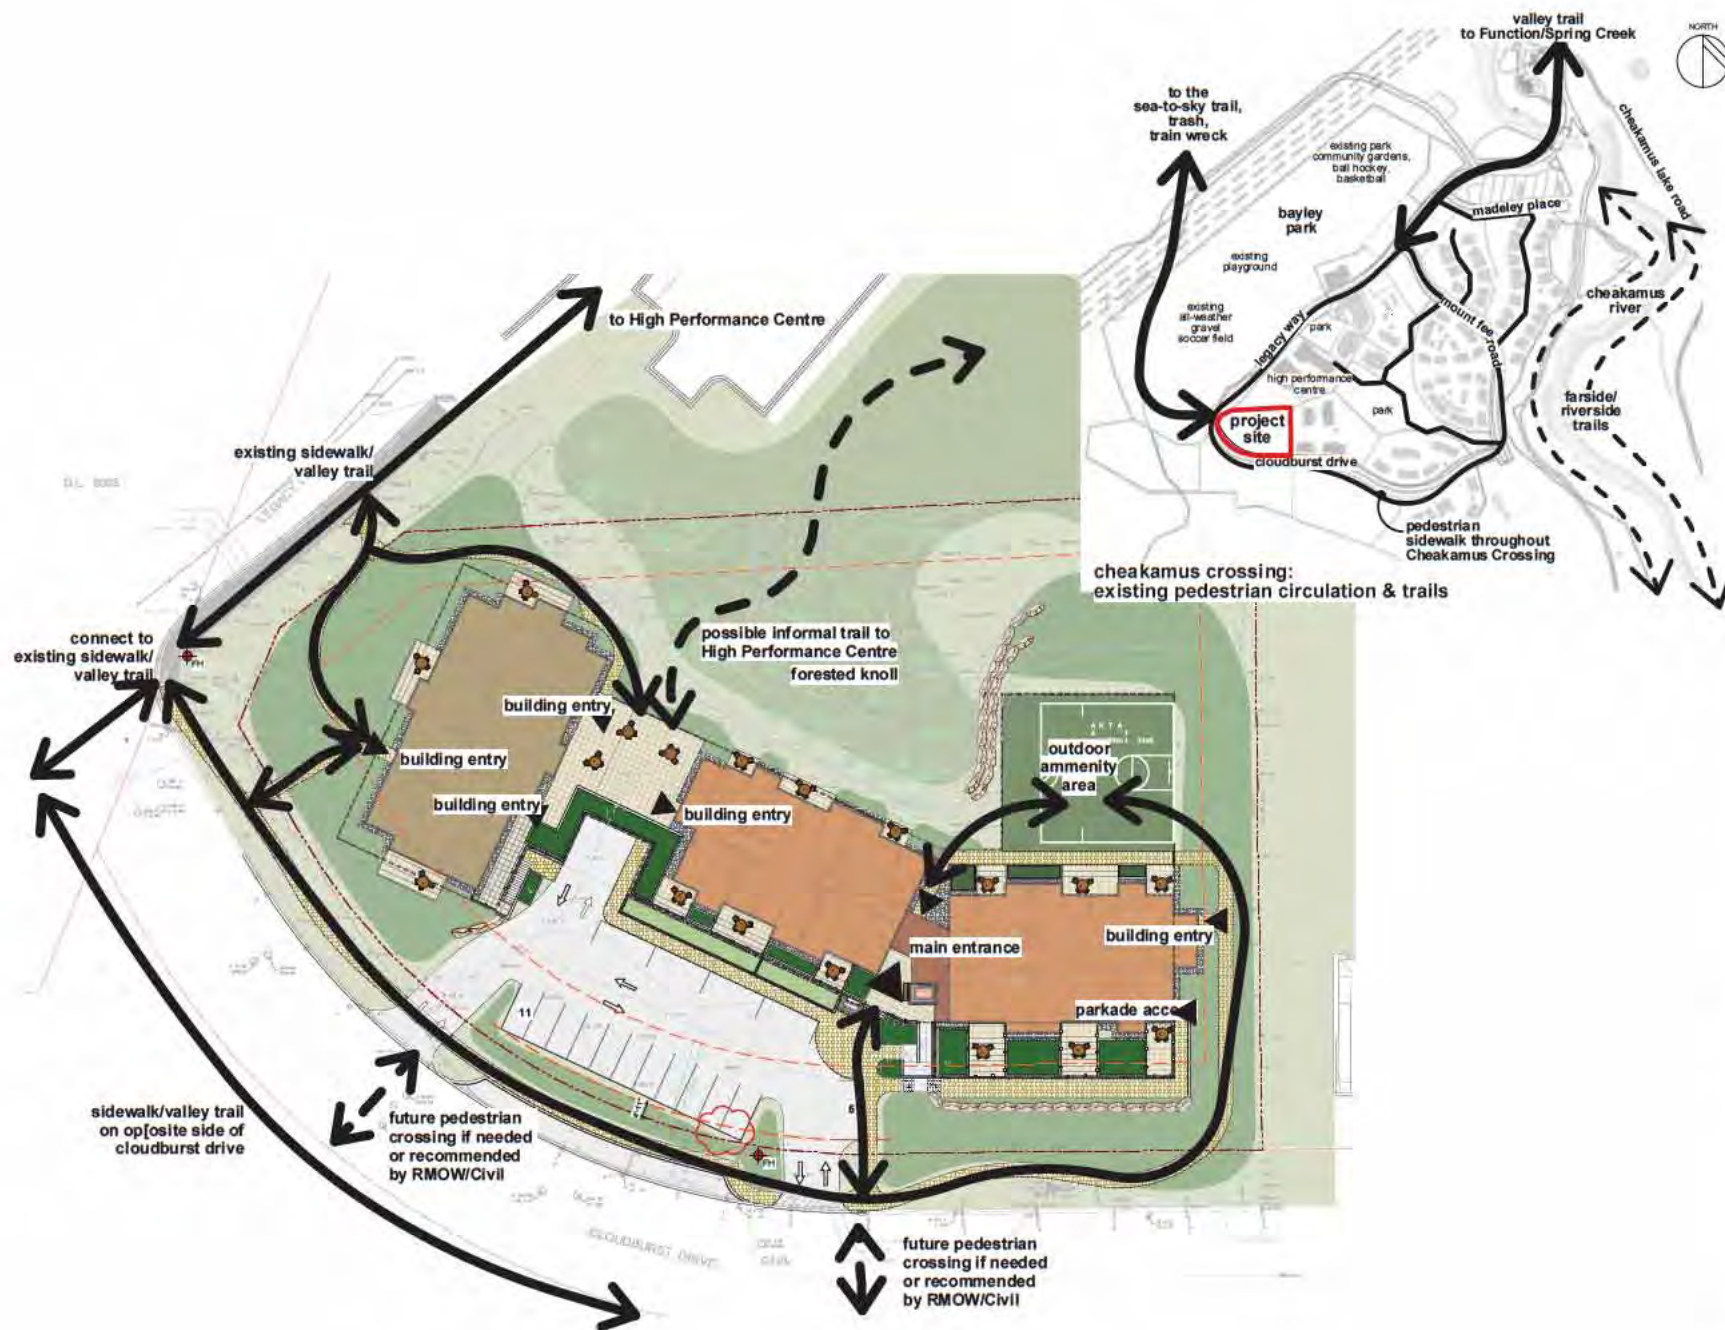 valley trail
to Function/Spring Creek
NORTH
to the
sea-to-sky trail,
trash,
train wreck
existing park
community gardens,
ball hockey,
basketball
cheakamus lake road
madeley place
bayley
park
existing
playground
cheakamus
river
existing
all-weather
gravel
soccer field
legacy way
park
mount fee road
high performance
centre
park
farside/
riverside
trails
project
site
cloudburst drive
pedestrian
sidewalk throughout
Cheakamus Crossing
cheakamus crossing:
existing pedestrian circulation & trails
to High Performance Centre
existing sidewalk/
valley trail
connect to
existing sidewalk/
valley trail
FH
possible informal trail to
High Performance Centre
forested knoll
building entry
building entry
building entry
building entry
outdoor
ammenity
area
main entrance
building entry
parkade acce
11
6
sidewalk/valley trail
on op[osite side of
cloudburst drive
future pedestrian
crossing if needed
or recommended
by RMOW/Civil
FH
CLOUDBURST DRIVE
future pedestrian
crossing if needed
or recommended
by RMOW/Civil